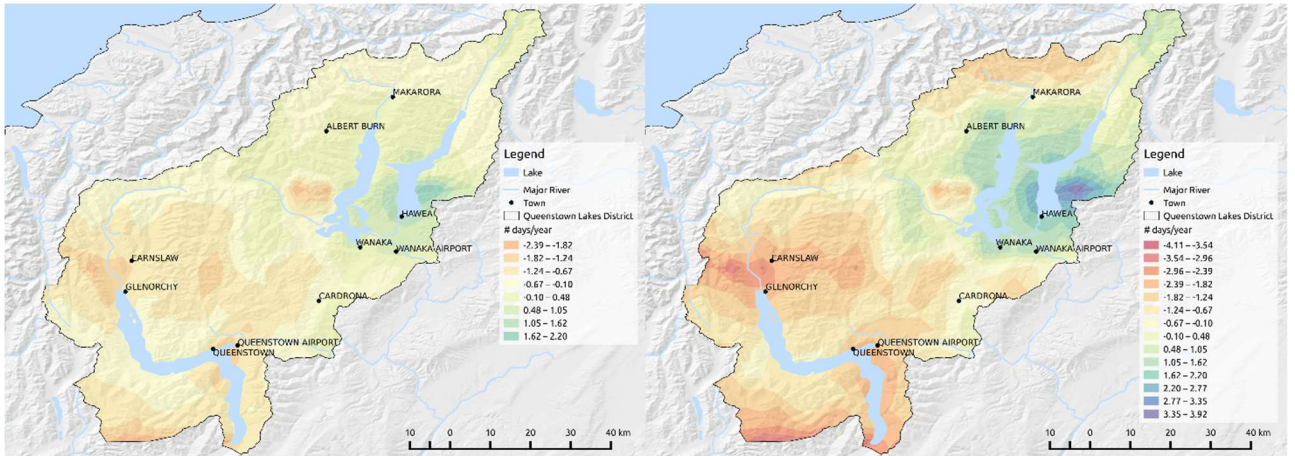 MAKARORA
ALBERT BURN
Legend
Lake
Major River
Town
Queenstown Lakes District
# days/year
-2.39 – -1.82
-1.82 – -1.24
-1.24 – -0.67
-0.67 – -0.10
-0.10 – 0.48
0.48 – 1.05
1.05 – 1.62
1.62 – 2.20
HAWEA
WANAKA
WANAKA AIRPORT
EARNSLAW
GLENORCHY
CARDRONA
QUEENSTOWN AIRPORT
QUEENSTOWN
10 0 10 20 30 40 km
MAKARORA
ALBERT BURN
Legend
Lake
Major River
Town
Queenstown Lakes District
# days/year
-4.11 – -3.54
-3.54 – -2.96
-2.96 – -2.39
-2.39 – -1.82
-1.82 – -1.24
-1.24 – -0.67
-0.67 – -0.10
-0.10 – 0.48
0.48 – 1.05
1.05 – 1.62
1.62 – 2.20
2.20 – 2.77
2.77 – 3.35
3.35 – 3.92
HAWEA
WANAKA
WANAKA AIRPORT
EARNSLAW
GLENORCHY
CARDRONA
QUEENSTOWN AIRPORT
QUEENSTOWN
10 0 10 20 30 40 km